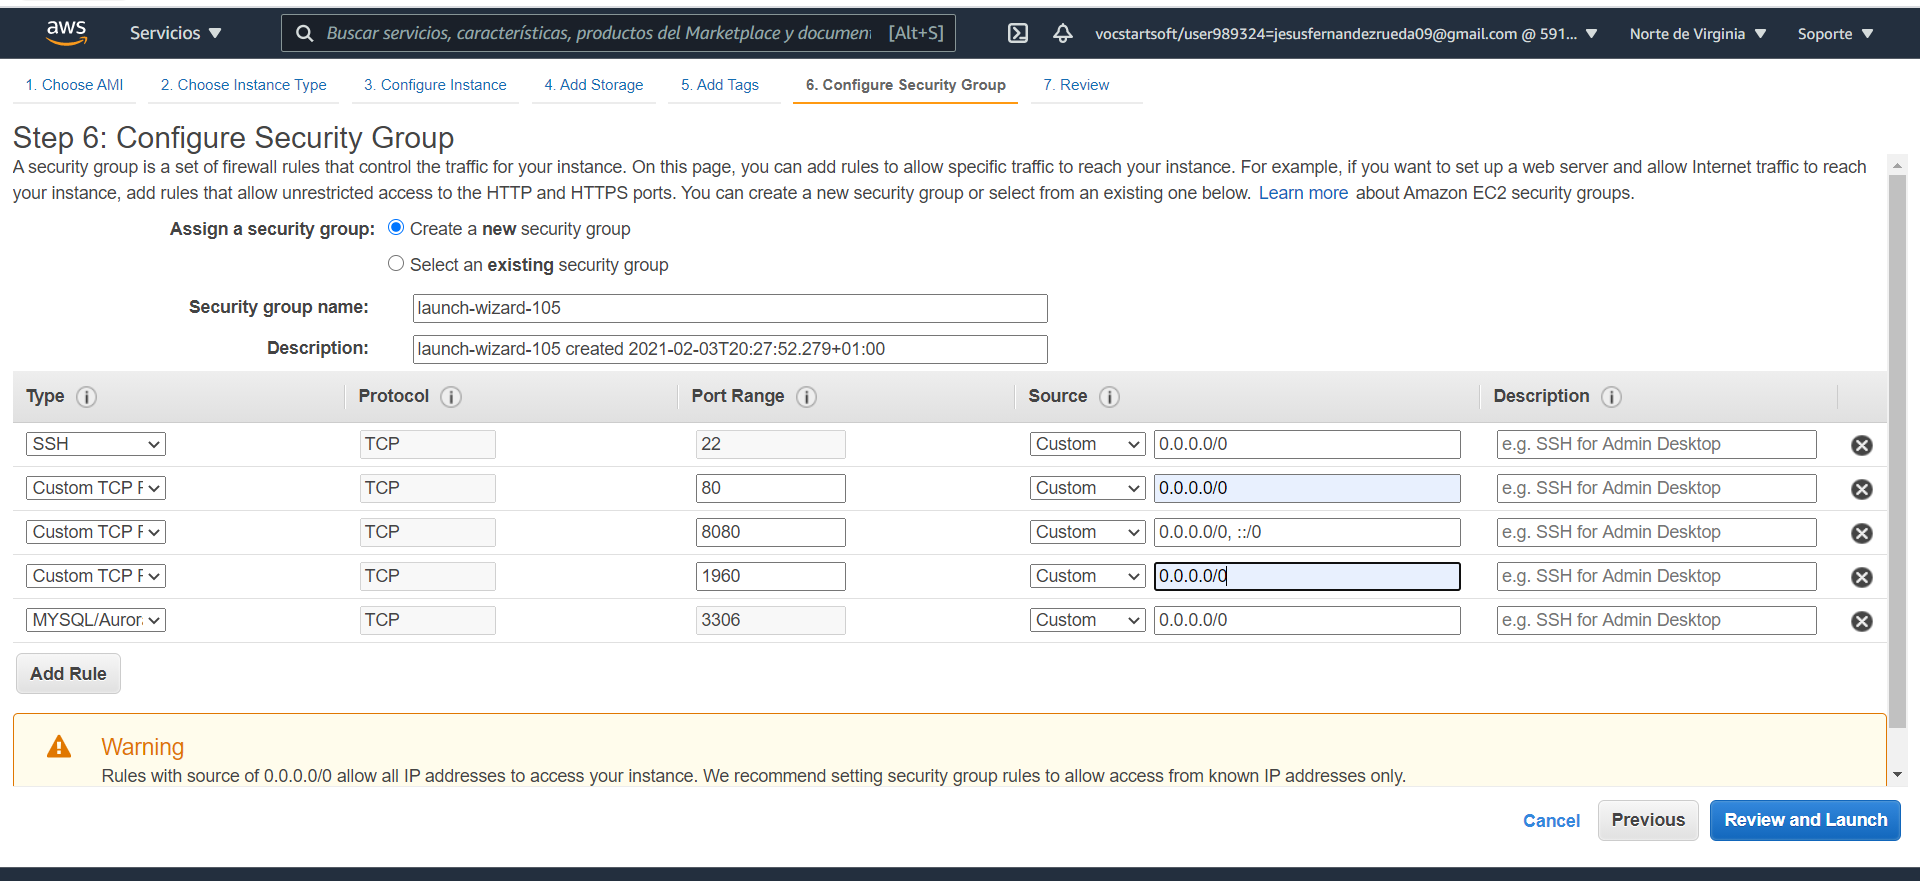 aws Servicios Buscar servicios, características, productos del Marketplace y documen [Alt+S] vocstartsoft/user989324=jesusfernandezrueda09@gmail.com @ 591... Norte de Virginia Soporte
1. Choose AMI 2. Choose Instance Type 3. Configure Instance 4. Add Storage 5. Add Tags 6. Configure Security Group 7. Review
Step 6: Configure Security Group
A security group is a set of firewall rules that control the traffic for your instance. On this page, you can add rules to allow specific traffic to reach your instance. For example, if you want to set up a web server and allow Internet traffic to reach
your instance, add rules that allow unrestricted access to the HTTP and HTTPS ports. You can create a new security group or select from an existing one below. Learn more about Amazon EC2 security groups.
Assign a security group: Create a new security group
Select an existing security group
Security group name: launch-wizard-105
Description: launch-wizard-105 created 2021-02-03T20:27:52.279+01:00
Type i Protocol i Port Range i Source i Description i
SSH TCP 22 Custom 0.0.0.0/0 e.g. SSH for Admin Desktop
Custom TCP F TCP 80 Custom 0.0.0.0/0 e.g. SSH for Admin Desktop
Custom TCP F TCP 8080 Custom 0.0.0.0/0, ::/0 e.g. SSH for Admin Desktop
Custom TCP F TCP 1960 Custom 0.0.0.0/0 e.g. SSH for Admin Desktop
MYSQL/Auror TCP 3306 Custom 0.0.0.0/0 e.g. SSH for Admin Desktop
Add Rule
Warning
Rules with source of 0.0.0.0/0 allow all IP addresses to access your instance. We recommend setting security group rules to allow access from known IP addresses only.
Cancel Previous Review and Launch